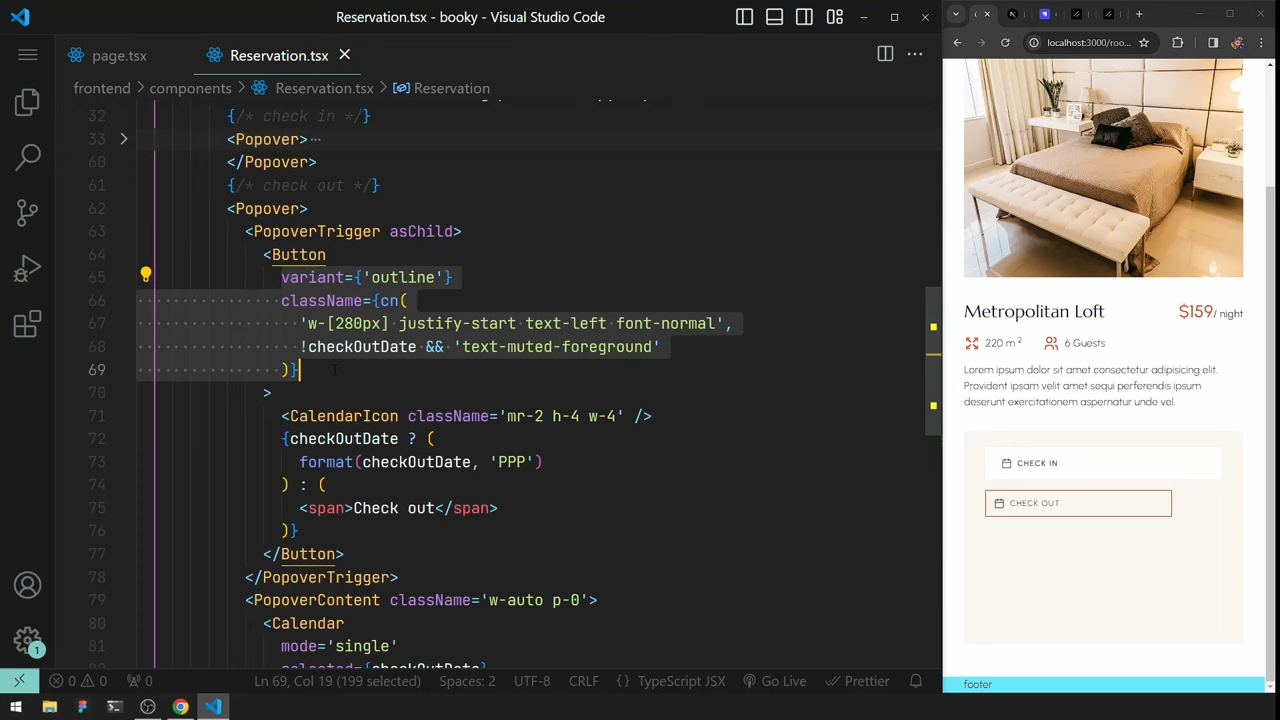 Reservation.tsx - booky - Visual Studio Code
page.tsx
Reservation.tsx
frontend > components > Reservation.tsx > Reservation
32 {/* check in */}
33 <Popover>···
60 </Popover>
61 {/* check out */}
62 <Popover>
63 <PopoverTrigger asChild>
64 <Button
65 variant={'outline'}
66 className={cn(
67 'w-[280px] justify-start text-left font-normal',
68 !checkOutDate && 'text-muted-foreground'
69 )}
70 >
71 <CalendarIcon className='mr-2 h-4 w-4' />
72 {checkOutDate ? (
73 format(checkOutDate, 'PPP')
74 ) : (
75 <span>Check out</span>
76 )}
77 </Button>
78 </PopoverTrigger>
79 <PopoverContent className='w-auto p-0'>
80 <Calendar
81 mode='single'
selected={checkOutDate}
1
0 0 0
Ln 69, Col 19 (199 selected)
Spaces: 2
UTF-8
CRLF
{} TypeScript JSX
Go Live
Prettier
localhost:3000/roo...
Metropolitan Loft
$159/ night
220 m 2
6 Guests
Lorem ipsum dolor sit amet consectetur adipisicing elit.
Provident ipsam velit amet sequi perferendis ipsum
deserunt exercitationem aspernatur unde vel.
CHECK IN
CHECK OUT
footer